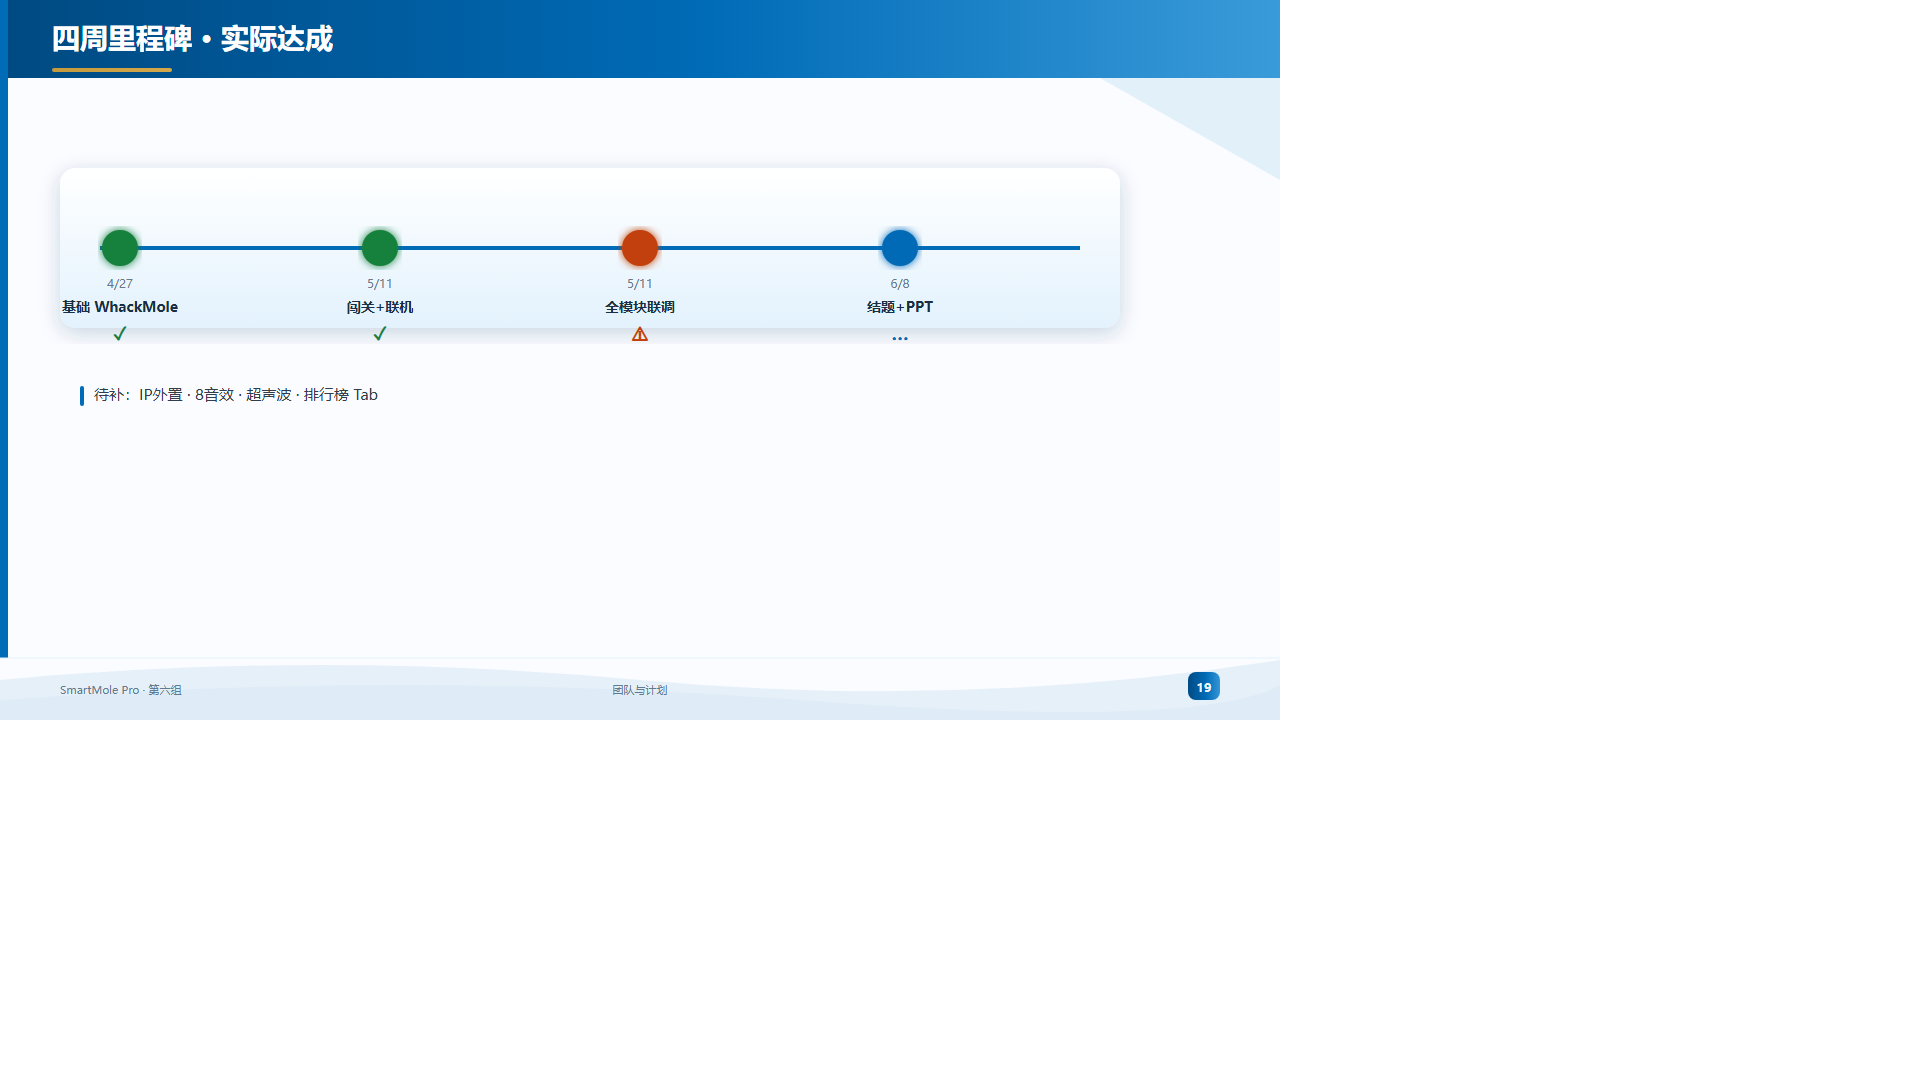 四周里程碑 · 实际达成
4/27
5/11
5/11
6/8
基础 WhackMole
闯关+联机
全模块联调
结题+PPT
✓
✓
⚠
...
待补：IP外置 · 8音效 · 超声波 · 排行榜 Tab
SmartMole Pro · 第六组
团队与计划
19